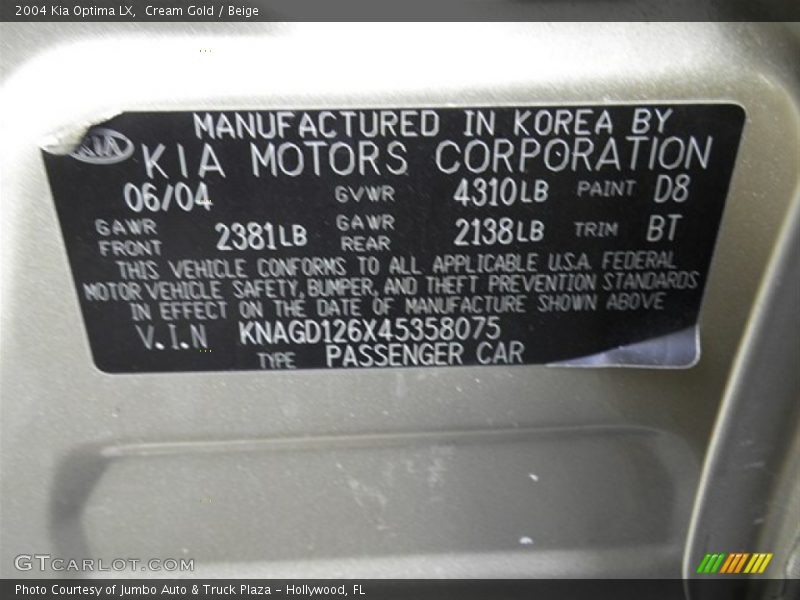 2004 Kia Optima LX, Cream Gold / Beige
MANUFACTURED IN KOREA BY
KIA KIA MOTORS CORPORATION
06/04 GVWR 4310LB PAINT D8
GAWR FRONT 2381LB GAWR REAR 2138LB TRIM BT
THIS VEHICLE CONFORMS TO ALL APPLICABLE U.S.A. FEDERAL
MOTOR VEHICLE SAFETY, BUMPER, AND THEFT PREVENTION STANDARDS
IN EFFECT ON THE DATE OF MANUFACTURE SHOWN ABOVE
V.I.N KNAGD126X45358075
TYPE PASSENGER CAR
GTCARLOT.COM
Photo Courtesy of Jumbo Auto & Truck Plaza - Hollywood, FL